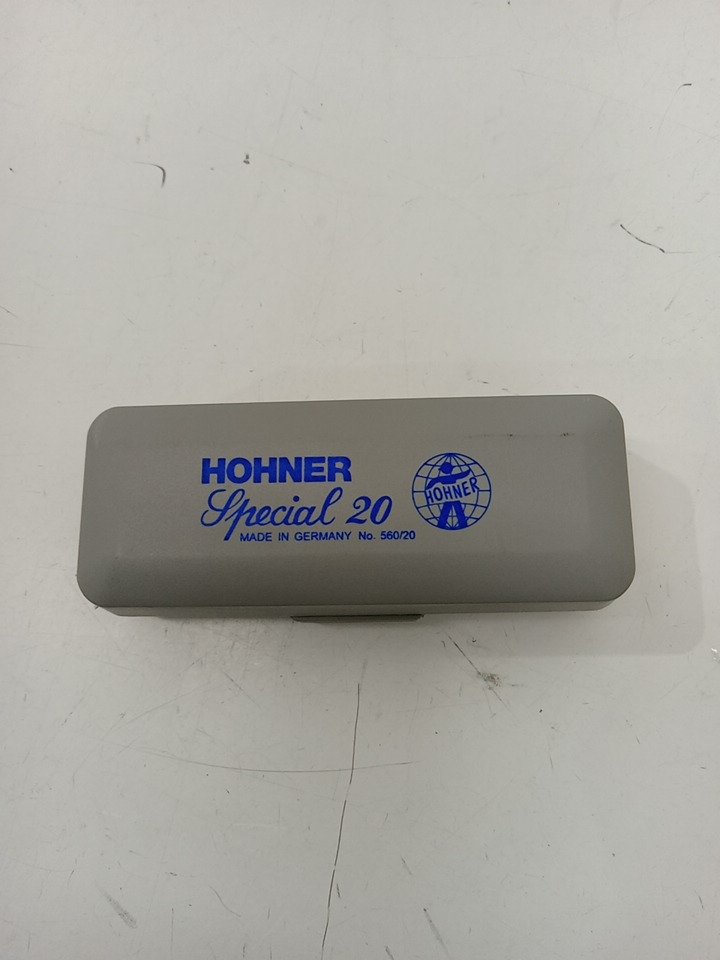 HOHNER
Special 20
MADE IN GERMANY No. 560/20
HOHNER